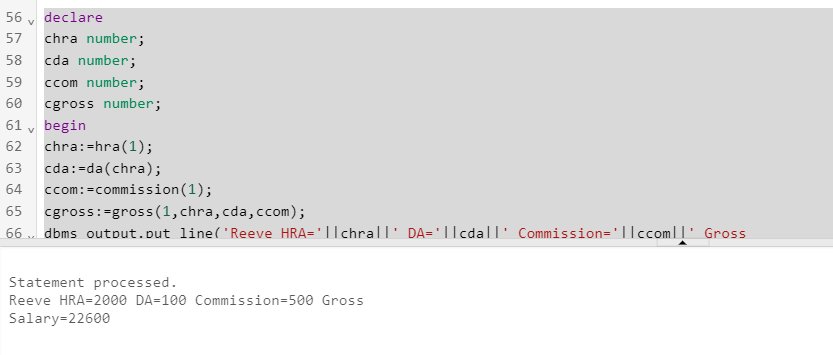 56 declare
57 chra number;
58 cda number;
59 ccom number;
60 cgross number;
61 begin
62 chra:=hra(1);
63 cda:=da(chra);
64 ccom:=commission(1);
65 cgross:=gross(1,chra,cda,ccom);
66 dbms_output.put_line('Reeve HRA='||chra||' DA='||cda||' Commission='||ccom||' Gross
Statement processed.
Reeve HRA=2000 DA=100 Commission=500 Gross
Salary=22600